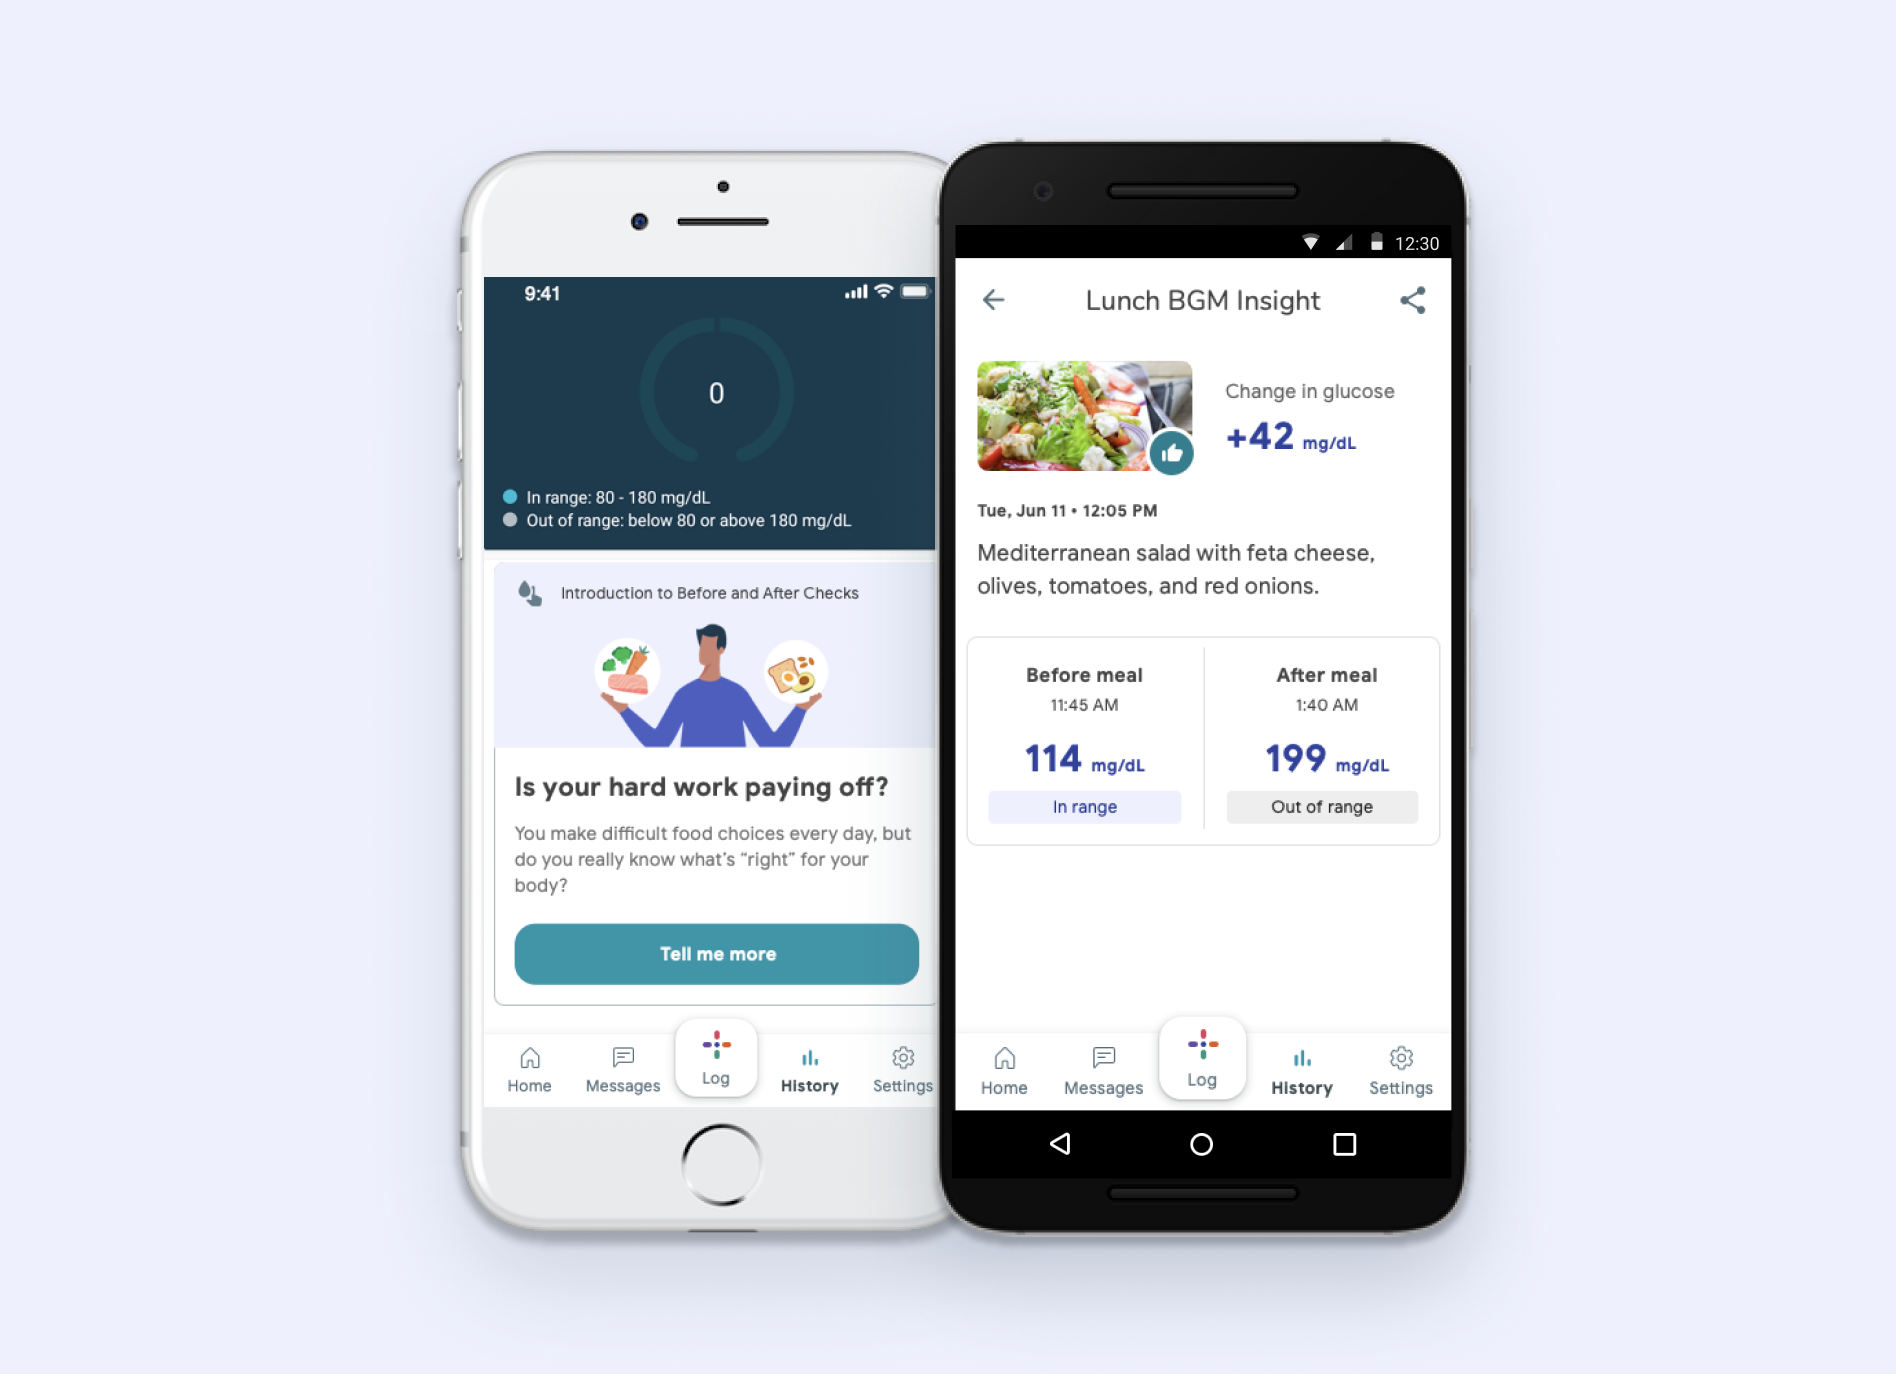 9:41
0
In range: 80 - 180 mg/dL
Out of range: below 80 or above 180 mg/dL
Introduction to Before and After Checks
Is your hard work paying off?
You make difficult food choices every day, but
do you really know what's “right” for your
body?
Tell me more
Home
Messages
Log
History
Settings
12:30
Lunch BGM Insight
Change in glucose
+42 mg/dL
Tue, Jun 11 • 12:05 PM
Mediterranean salad with feta cheese,
olives, tomatoes, and red onions.
Before meal
11:45 AM
114 mg/dL
In range
After meal
1:40 AM
199 mg/dL
Out of range
Home
Messages
Log
History
Settings